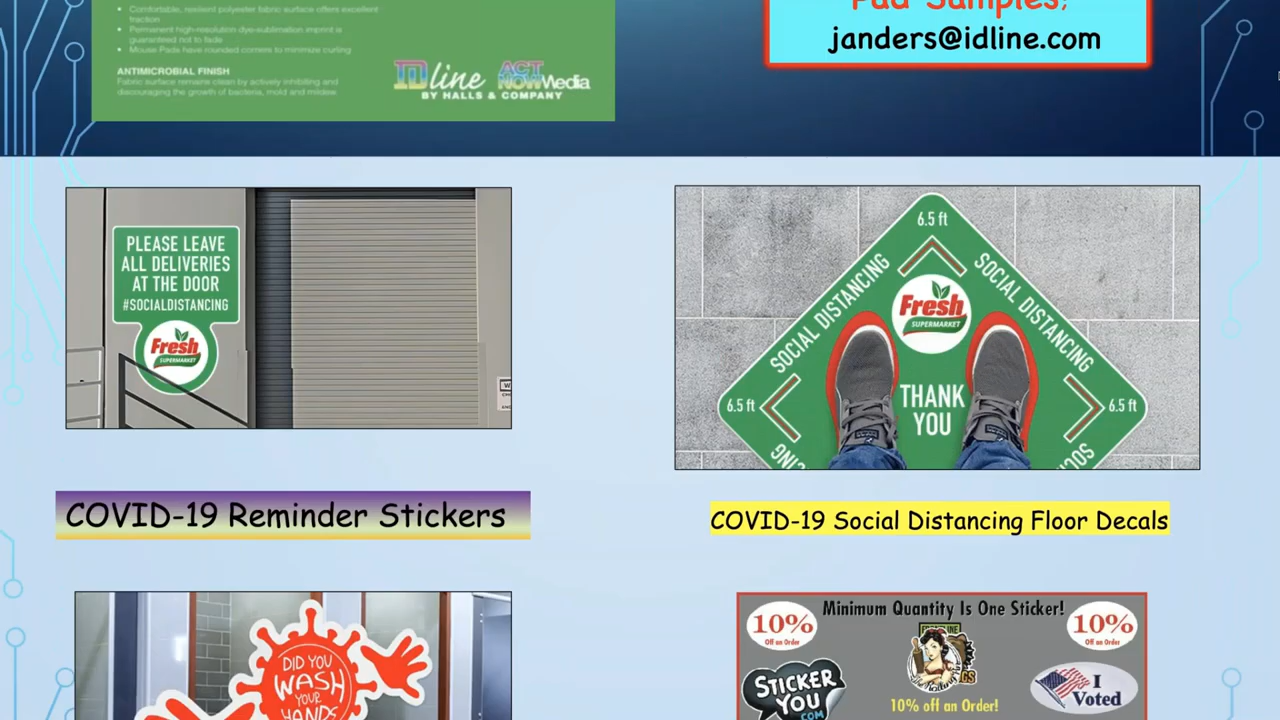 • Comfortable, resilient polyester fabric surface offers excellent
fraction
• Permanent high-resolution dye-sublimation imprint is
guaranteed not to fade
• Mouse Pads have rounded corners to minimize curling
ANTIMICROBIAL FINISH
Fabric surface remains clean by actively inhibiting and
discouraging the growth of bacteria, mold and mildew.
IDline ACT NOW Media
BY HALLS & COMPANY
Pad Samples!
janders@idline.com
PLEASE LEAVE
ALL DELIVERIES
AT THE DOOR
#SOCIALDISTANCING
Fresh
SUPERMARKET
6.5 ft
SOCIAL DISTANCING
SOCIAL DISTANCING
Fresh
SUPERMARKET
6.5 ft
THANK
YOU
6.5 ft
COVID-19 Reminder Stickers
COVID-19 Social Distancing Floor Decals
DID YOU
WASH
YOUR
HANDS
Minimum Quantity Is One Sticker!
10%
Off an Order
10%
Off an Order
STICKER
YOU
.COM
10% off an Order!
I
Voted